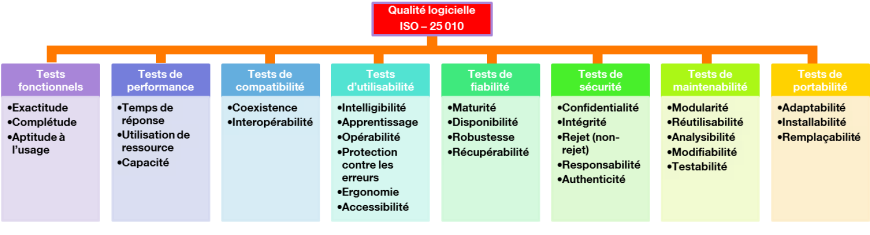 Qualité logicielle
ISO – 25 010
Tests
fonctionnels
•Exactitude
•Complétude
•Aptitude à
l’usage
Tests de
performance
•Temps de
réponse
•Utilisation de
ressource
•Capacité
Tests de
compatibilité
•Coexistence
•Interopérabilité
Tests
d’utilisabilité
•Intelligibilité
•Apprentissage
•Opérabilité
•Protection
contre les
erreurs
•Ergonomie
•Accessibilité
Tests de
fiabilité
•Maturité
•Disponibilité
•Robustesse
•Récupérabilité
Tests de
sécurité
•Confidentialité
•Intégrité
•Rejet (non-
rejet)
•Responsabilité
•Authenticité
Tests de
maintenabilité
•Modularité
•Réutilisabilité
•Analysibilité
•Modifiabilité
•Testabilité
Tests de
portabilité
•Adaptabilité
•Installabilité
•Remplaçabilité